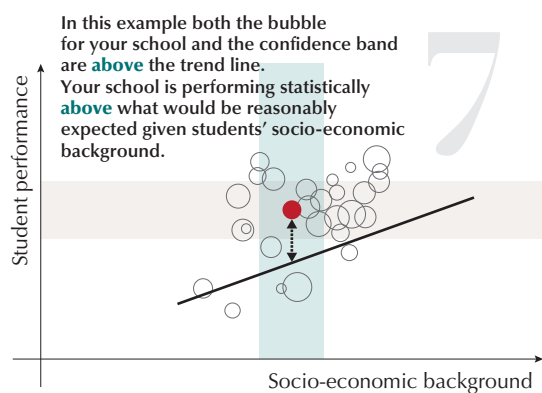 In this example both the bubble
for your school and the confidence band
are above the trend line.
Your school is performing statistically
above what would be reasonably
expected given students’ socio-economic
background.
7
Student performance
Socio-economic background